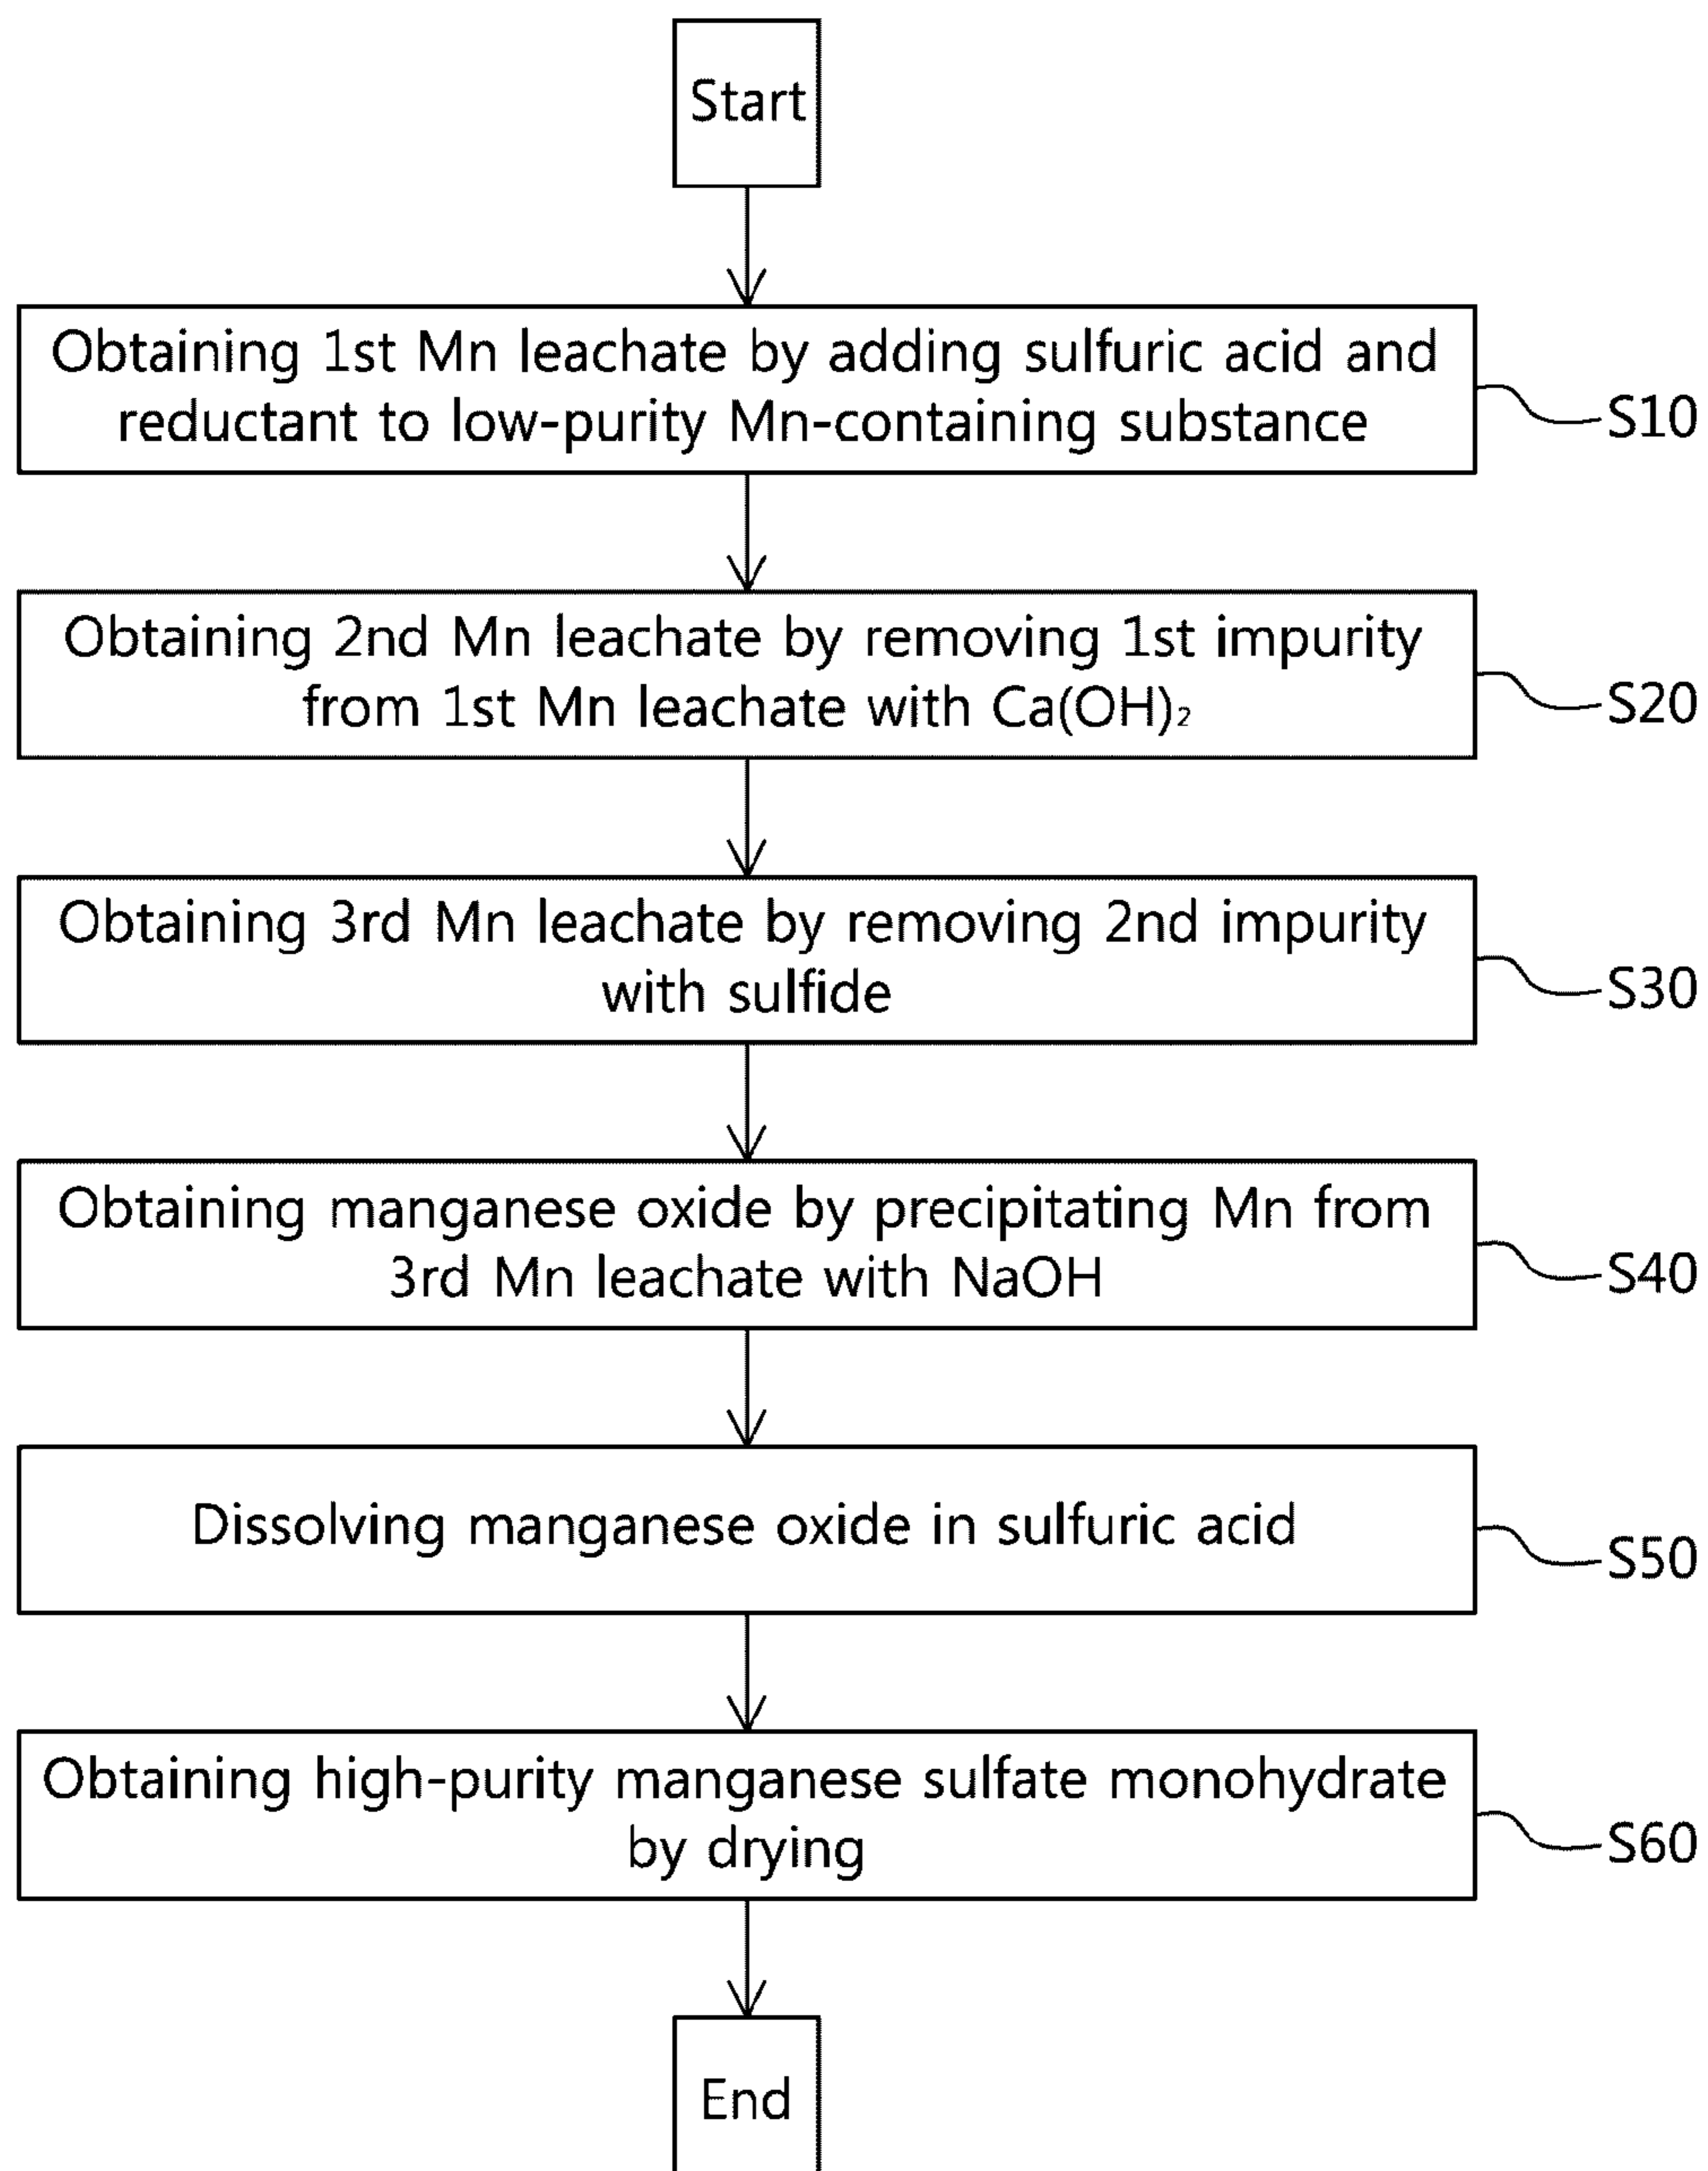 Start
Obtaining 1st Mn leachate by adding sulfuric acid and
reductant to low-purity Mn-containing substance
S10
Obtaining 2nd Mn leachate by removing 1st impurity
from 1st Mn leachate with Ca(OH)₂
S20
Obtaining 3rd Mn leachate by removing 2nd impurity
with sulfide
S30
Obtaining manganese oxide by precipitating Mn from
3rd Mn leachate with NaOH
S40
Dissolving manganese oxide in sulfuric acid
S50
Obtaining high-purity manganese sulfate monohydrate
by drying
S60
End